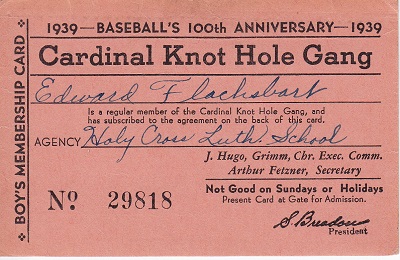 1939—BASEBALL'S 100th ANNIVERSARY—1939
BOY'S MEMBERSHIP CARD
Cardinal Knot Hole Gang
Edward Flachsbart
Is a regular member of the Cardinal Knot Hole Gang, and
has subscribed to the agreement on the back of this card.
AGENCY Holy Cross Luth. School
J. Hugo, Grimm, Chr. Exec. Comm.
Arthur Fetzner, Secretary
No 29818
Not Good on Sundays or Holidays
Present Card at Gate for Admission.
S. Breadon
President